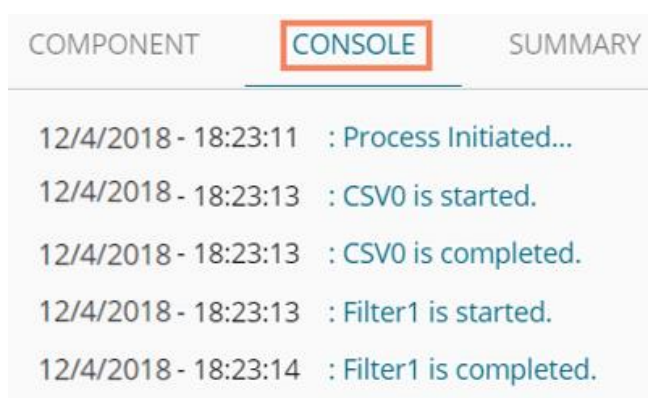 COMPONENT CONSOLE SUMMARY
12/4/2018 - 18:23:11 : Process Initiated...
12/4/2018 - 18:23:13 : CSV0 is started.
12/4/2018 - 18:23:13 : CSV0 is completed.
12/4/2018 - 18:23:13 : Filter1 is started.
12/4/2018 - 18:23:14 : Filter1 is completed.